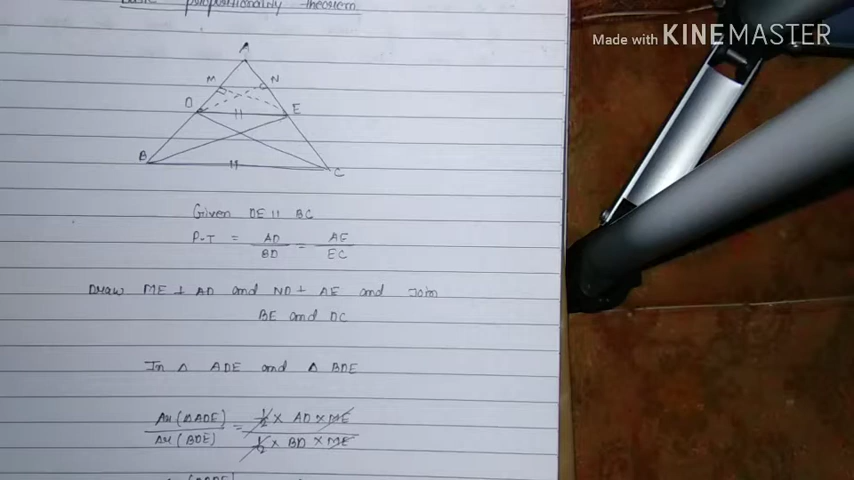 Basic proportionality theorem
Made with KINEMASTER
A
M N
D E
B C
Given DE || BC
P.T = AD/BD = AE/EC
Draw ME ⊥ AD and ND ⊥ AE and Join
BE and DC
In Δ ADE and Δ BDE
Ar(ΔADE)/Ar(BDE) = ½ × AD × ME / ½ × BD × ME